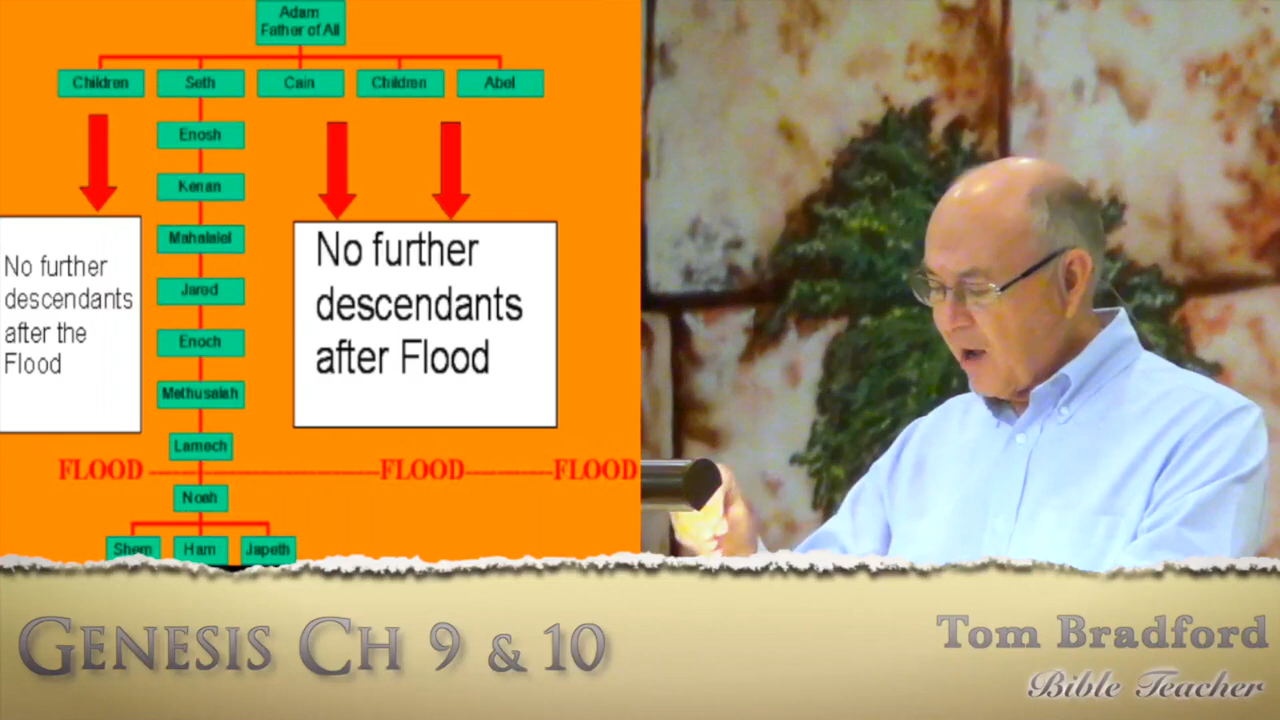 Adam
Father of All
Children
Seth
Cain
Children
Abel
Enosh
Kenan
Mahalalel
Jared
Enoch
Methusalah
Lamech
No further
descendants
after the
Flood
No further
descendants
after Flood
FLOOD FLOOD FLOOD
Noah
Shem
Ham
Japeth
GENESIS CH 9 & 10
Tom Bradford
Bible Teacher